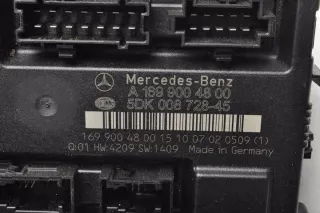 Mercedes-Benz
A 169 900 48 00
5DK 008 728-45
169 900 48 00 15 10 07 02 0509 (1)
Q:01 HW:4209 SW:1409 Made in Germany